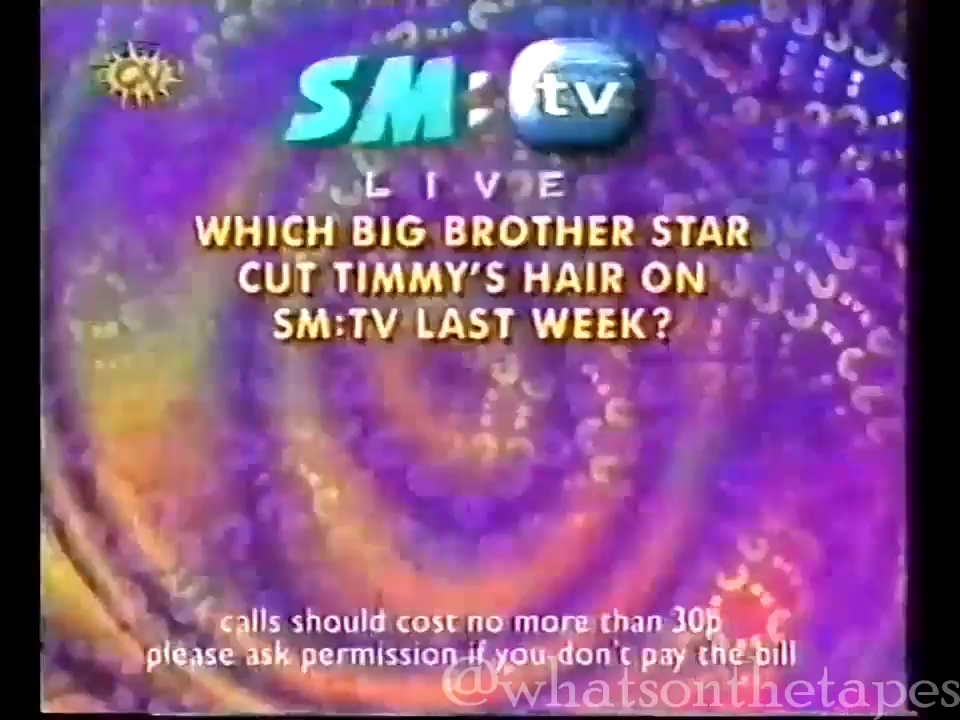 SM:tv
LIVE
WHICH BIG BROTHER STAR
CUT TIMMY'S HAIR ON
SM:TV LAST WEEK?
calls should cost no more than 30p
please ask permission if you don't pay the bill
@whatsonthetapes